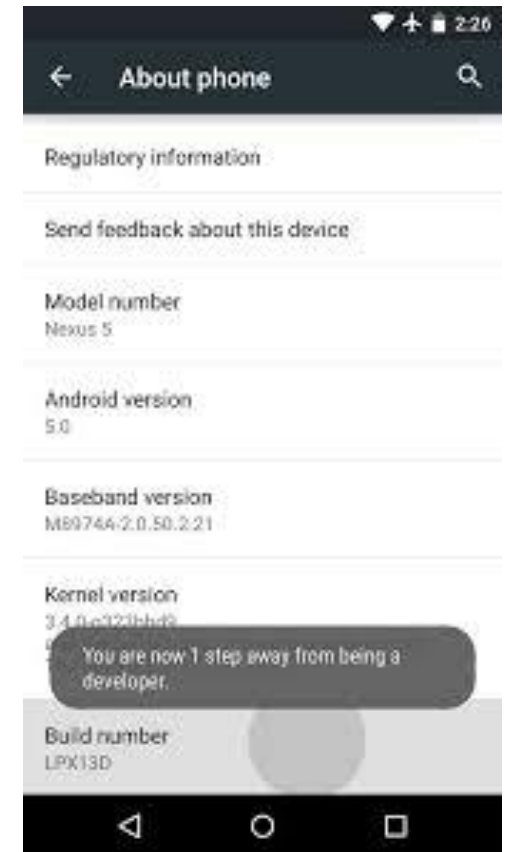 2:26
About phone
Regulatory information
Send feedback about this device
Model number
Nexus 5
Android version
5.0
Baseband version
M8974A-2.0.50.2.21
Kernel version
You are now 1 step away from being a
developer.
Build number
LPX13D